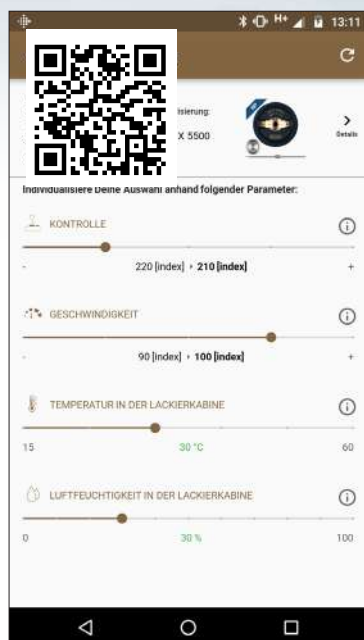 H+ 13:11
isierung:
X 5500
Details
Individualisiere Deine Auswahl anhand folgender Parameter:
KONTROLLE
- 220 [index] › 210 [index] +
GESCHWINDIGKEIT
- 90 [index] › 100 [index] +
TEMPERATUR IN DER LACKIERKABINE
15 30 °C 60
LUFTFEUCHTIGKEIT IN DER LACKIERKABINE
0 30 % 100